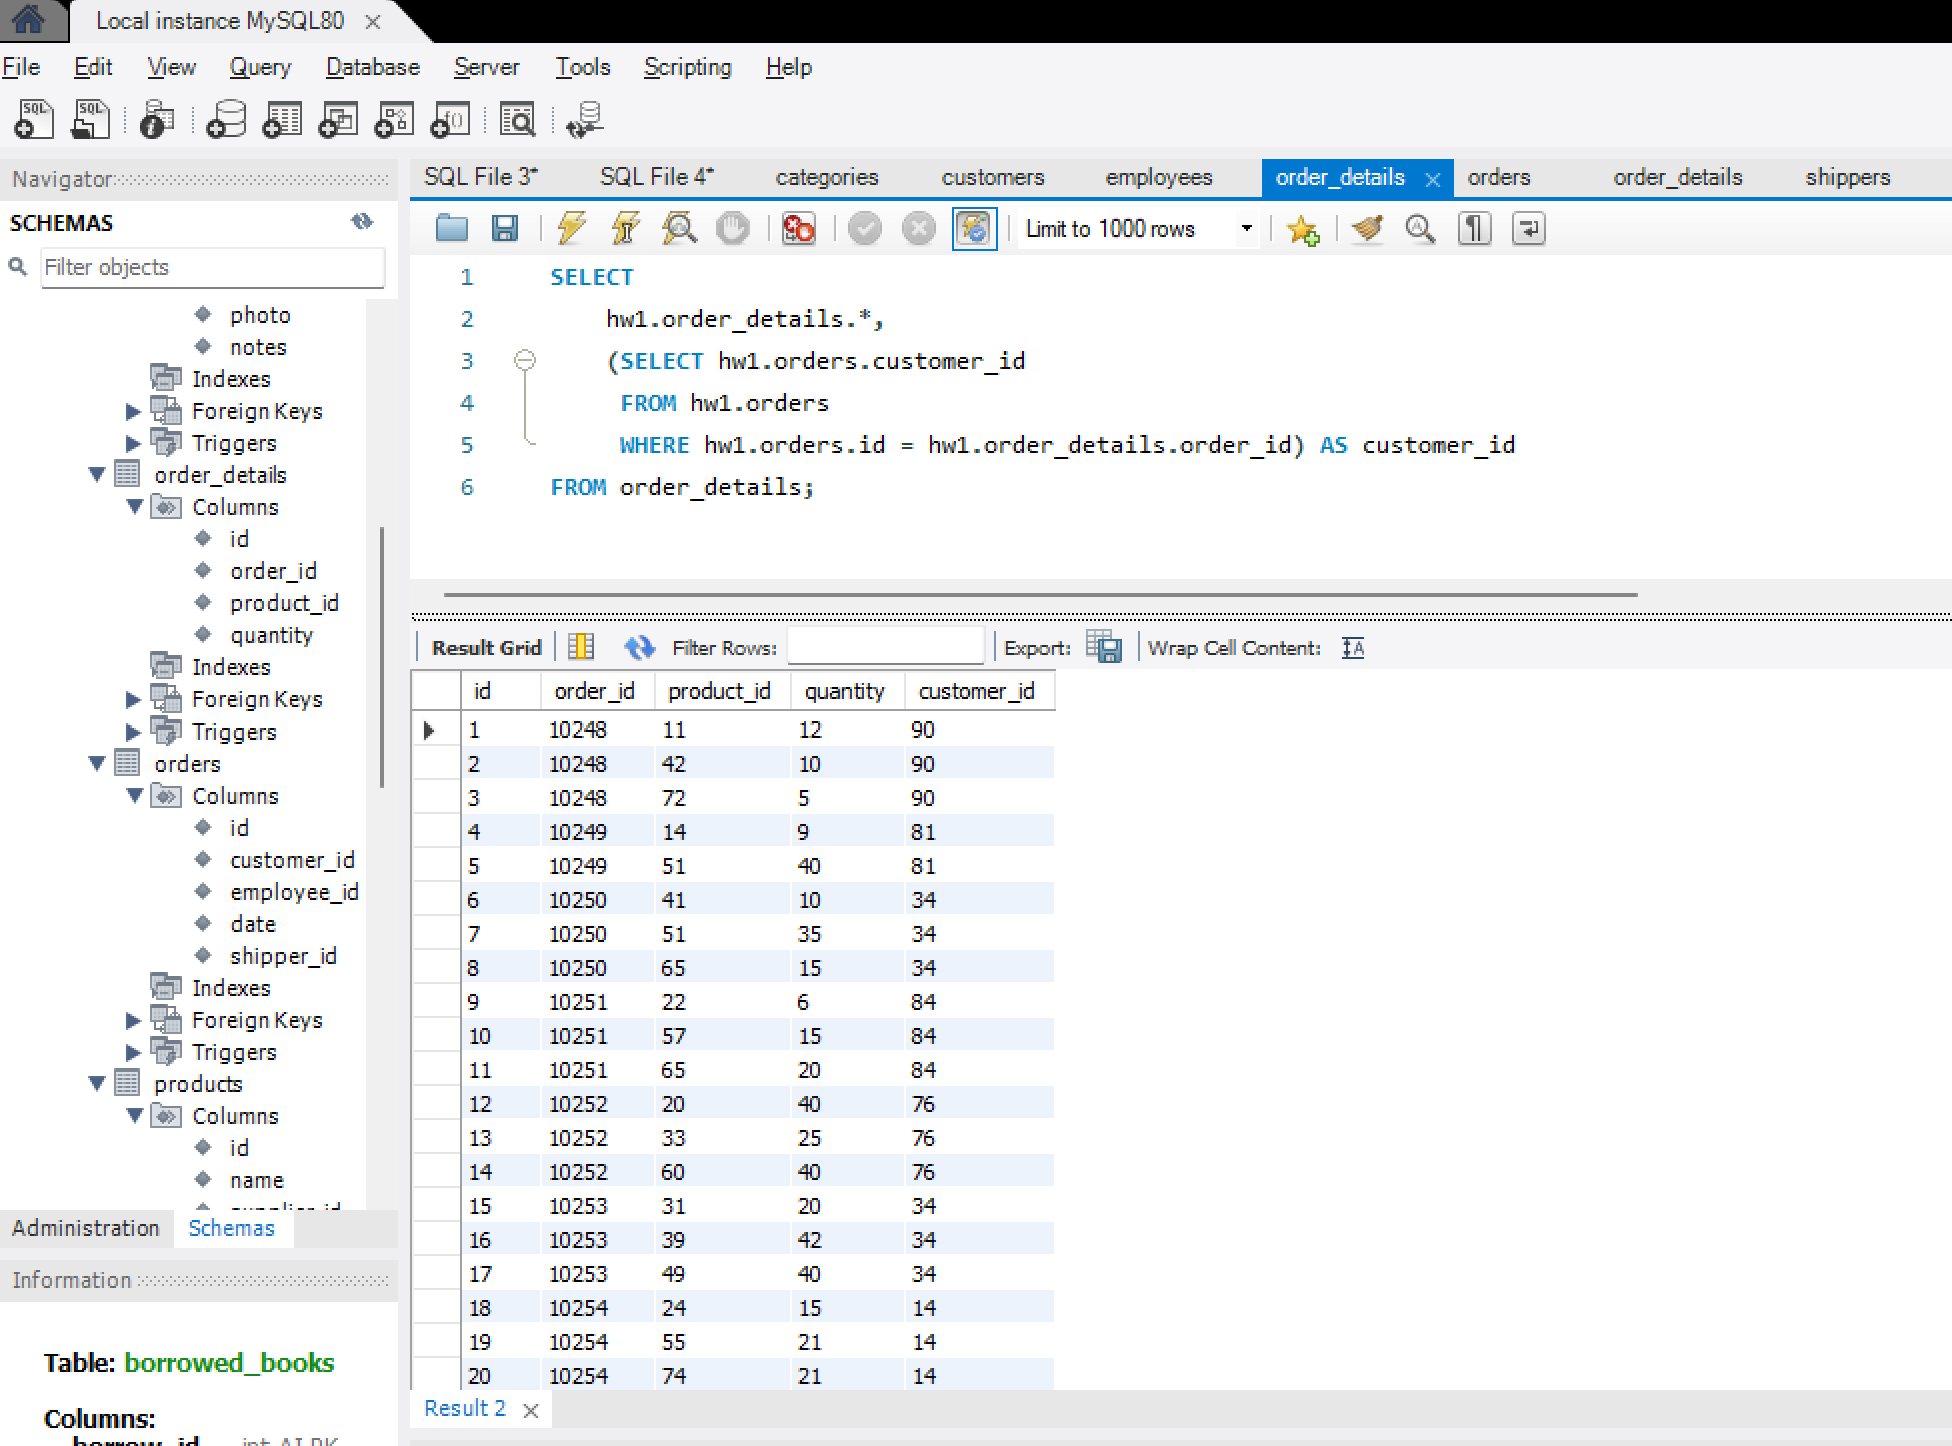 Local instance MySQL80
File Edit View Query Database Server Tools Scripting Help
Navigator
SCHEMAS
Filter objects
photo
notes
Indexes
Foreign Keys
Triggers
order_details
Columns
id
order_id
product_id
quantity
Indexes
Foreign Keys
Triggers
orders
Columns
id
customer_id
employee_id
date
shipper_id
Indexes
Foreign Keys
Triggers
products
Columns
id
name
supplier_id
Administration Schemas
Information
Table: borrowed_books
Columns:
borrow_id int AI PK
SQL File 3* SQL File 4* categories customers employees order_details orders order_details shippers
Limit to 1000 rows
1 SELECT
2 hw1.order_details.*,
3 (SELECT hw1.orders.customer_id
4 FROM hw1.orders
5 WHERE hw1.orders.id = hw1.order_details.order_id) AS customer_id
6 FROM order_details;
Result Grid Filter Rows: Export: Wrap Cell Content:
id order_id product_id quantity customer_id
1 10248 11 12 90
2 10248 42 10 90
3 10248 72 5 90
4 10249 14 9 81
5 10249 51 40 81
6 10250 41 10 34
7 10250 51 35 34
8 10250 65 15 34
9 10251 22 6 84
10 10251 57 15 84
11 10251 65 20 84
12 10252 20 40 76
13 10252 33 25 76
14 10252 60 40 76
15 10253 31 20 34
16 10253 39 42 34
17 10253 49 40 34
18 10254 24 15 14
19 10254 55 21 14
20 10254 74 21 14
Result 2